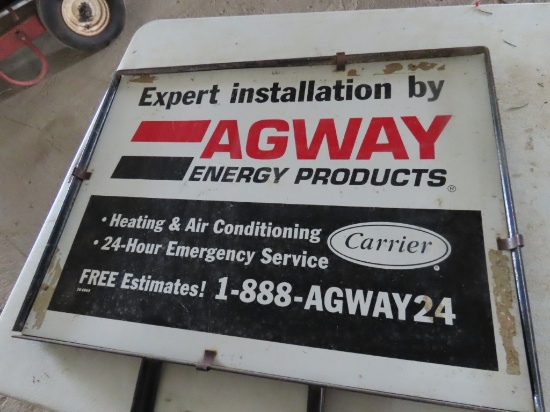 Expert installation by
AGWAY
ENERGY PRODUCTS®
• Heating & Air Conditioning
• 24-Hour Emergency Service
Carrier®
FREE Estimates! 1-888-AGWAY24